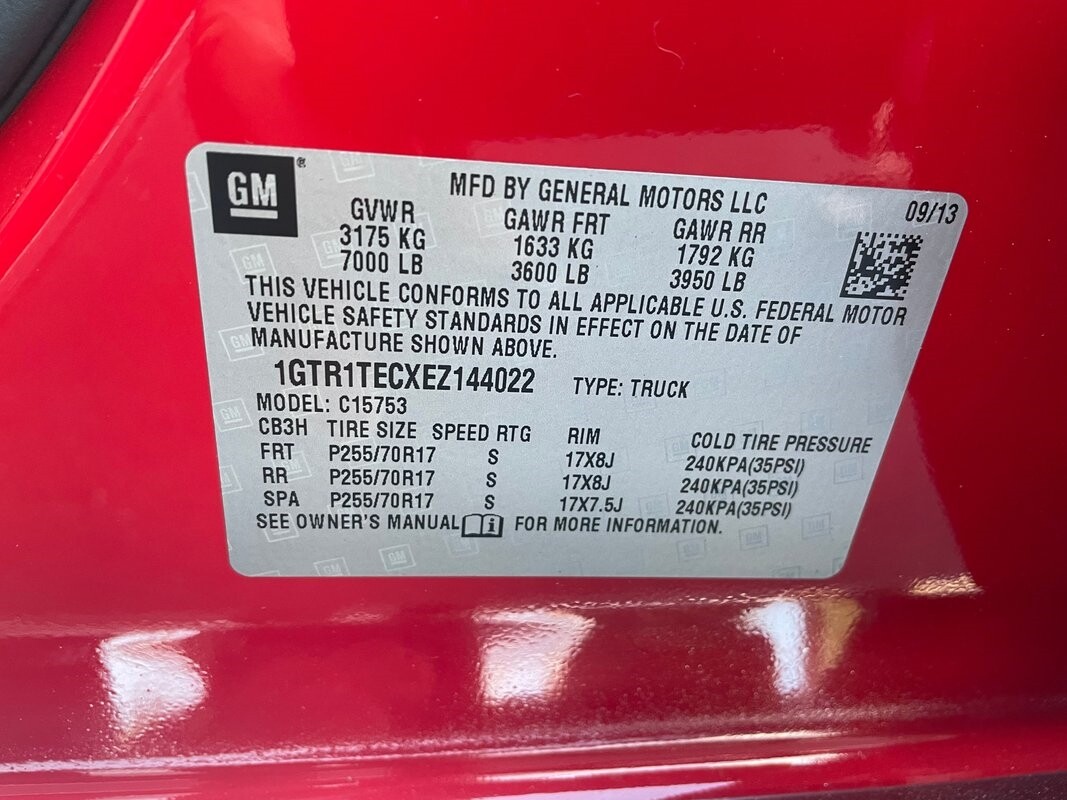 GM®
MFD BY GENERAL MOTORS LLC
09/13
GVWR GAWR FRT GAWR RR
3175 KG 1633 KG 1792 KG
7000 LB 3600 LB 3950 LB
THIS VEHICLE CONFORMS TO ALL APPLICABLE U.S. FEDERAL MOTOR
VEHICLE SAFETY STANDARDS IN EFFECT ON THE DATE OF
MANUFACTURE SHOWN ABOVE.
1GTR1TECXEZ144022 TYPE: TRUCK
MODEL: C15753
CB3H TIRE SIZE SPEED RTG RIM COLD TIRE PRESSURE
FRT P255/70R17 S 17X8J 240KPA(35PSI)
RR P255/70R17 S 17X8J 240KPA(35PSI)
SPA P255/70R17 S 17X7.5J 240KPA(35PSI)
SEE OWNER'S MANUAL i FOR MORE INFORMATION.